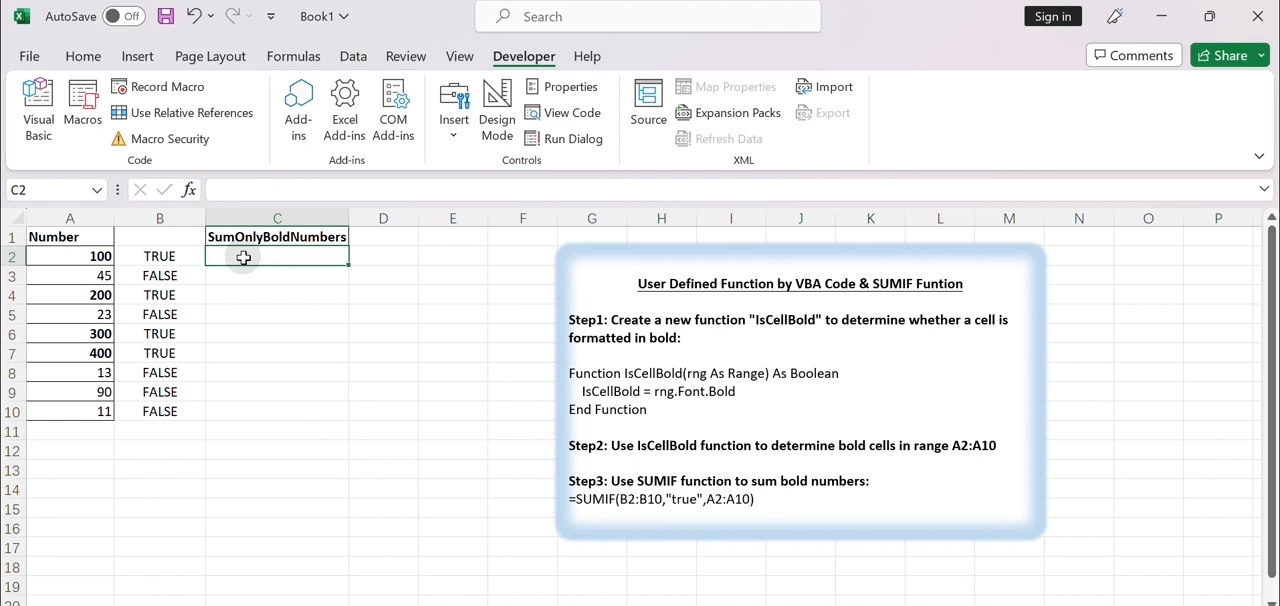 AutoSave Off Book1 Search Sign in
File Home Insert Page Layout Formulas Data Review View Developer Help Comments Share
Visual Basic
Macros
Record Macro
Use Relative References
Macro Security
Code
Add-ins
Excel Add-ins
COM Add-ins
Add-ins
Insert
Design Mode
Properties
View Code
Run Dialog
Controls
Source
Map Properties
Expansion Packs
Refresh Data
Import
Export
XML
C2 fx
A B C D E F G H I J K L M N O P
1 Number SumOnlyBoldNumbers
2 100 TRUE
3 45 FALSE
4 200 TRUE
5 23 FALSE
6 300 TRUE
7 400 TRUE
8 13 FALSE
9 90 FALSE
10 11 FALSE
11
12
13
14
15
16
17
18
19
20
User Defined Function by VBA Code & SUMIF Funtion
Step1: Create a new function "IsCellBold" to determine whether a cell is
formatted in bold:
Function IsCellBold(rng As Range) As Boolean
IsCellBold = rng.Font.Bold
End Function
Step2: Use IsCellBold function to determine bold cells in range A2:A10
Step3: Use SUMIF function to sum bold numbers:
=SUMIF(B2:B10,"true",A2:A10)